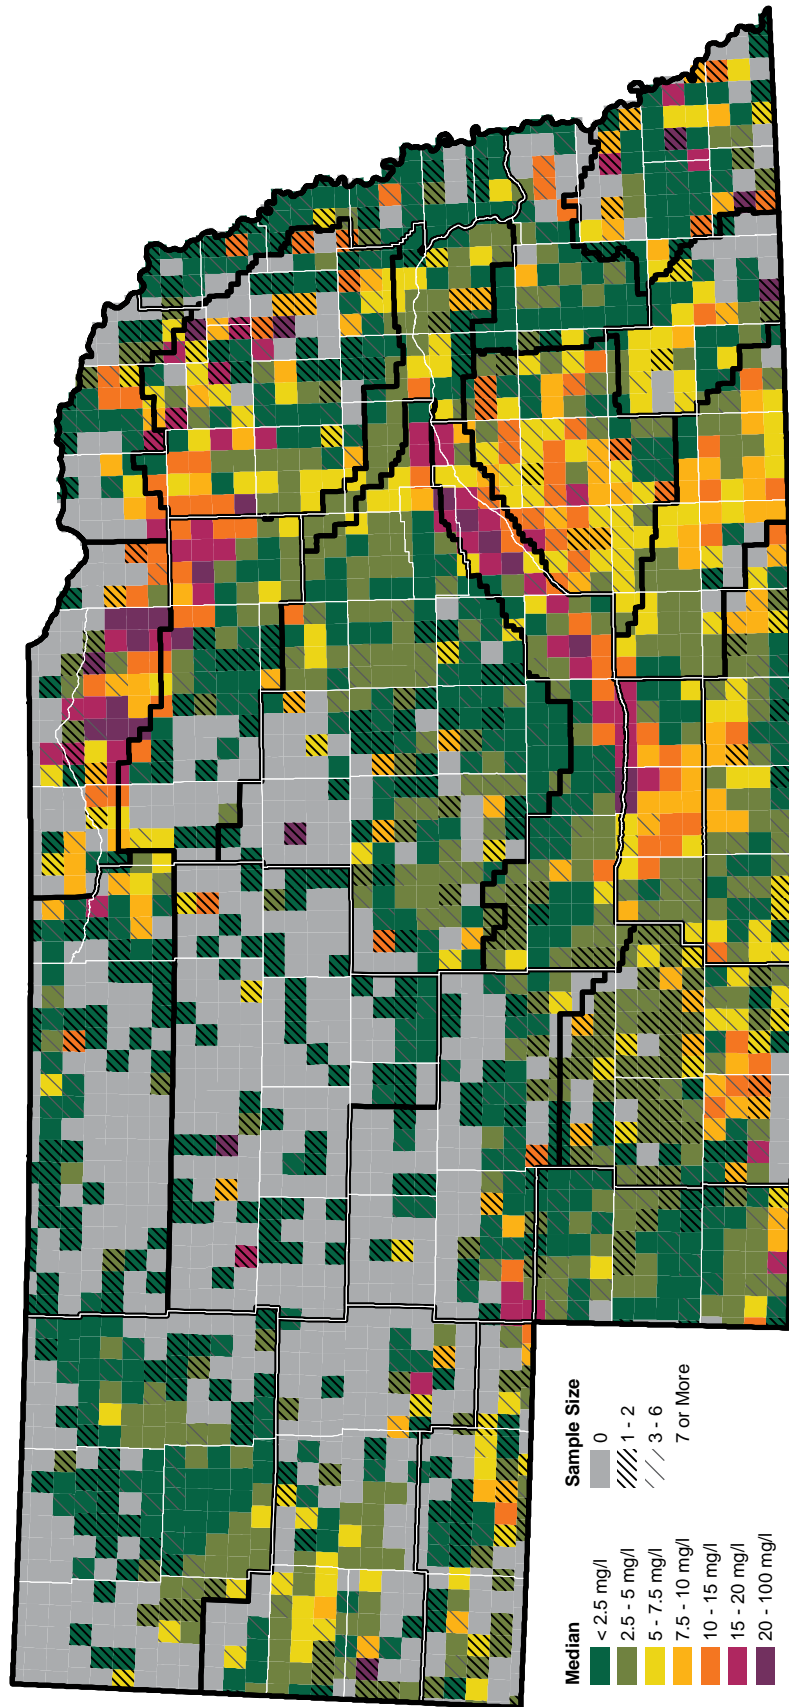 Median
< 2.5 mg/l
2.5 - 5 mg/l
5 - 7.5 mg/l
7.5 - 10 mg/l
10 - 15 mg/l
15 - 20 mg/l
20 - 100 mg/l
Sample Size
0
1 - 2
3 - 6
7 or More